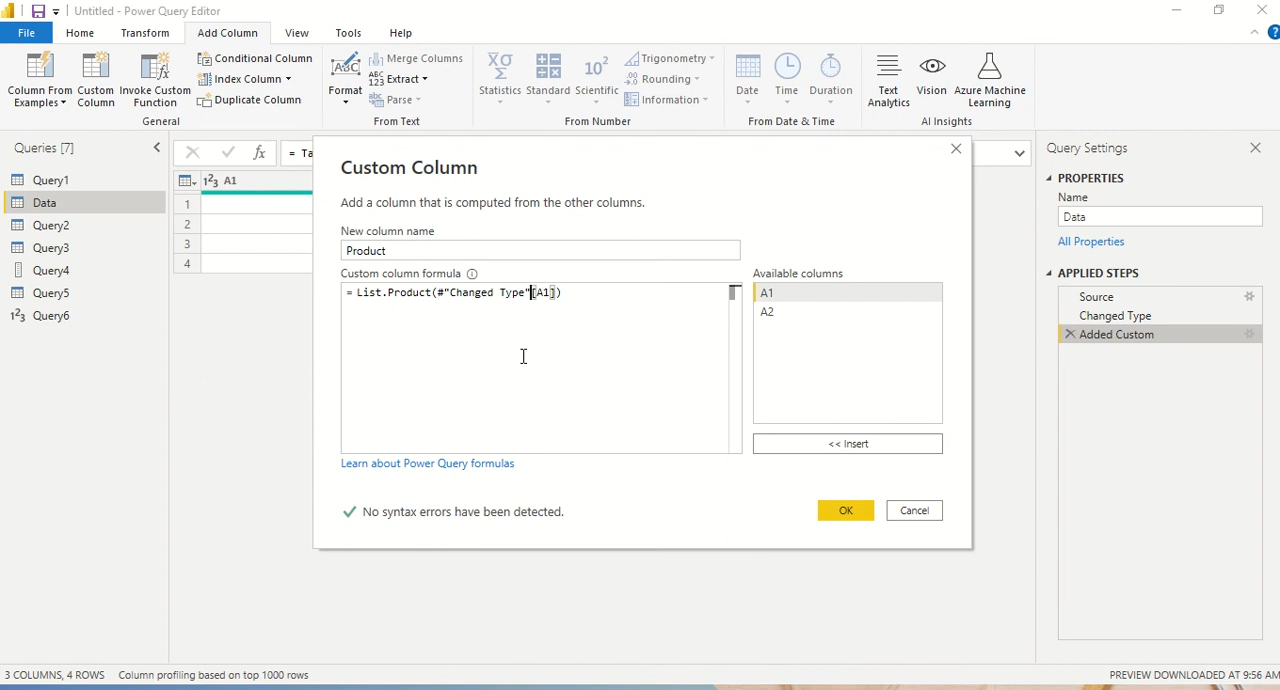 Untitled - Power Query Editor
File Home Transform Add Column View Tools Help
Column From Examples
Custom Column
Invoke Custom Function
Conditional Column
Index Column
Duplicate Column
General
Format
Merge Columns
Extract
Parse
From Text
Statistics
Standard
Scientific
Trigonometry
Rounding
Information
From Number
Date
Time
Duration
From Date & Time
Text Analytics
Vision
Azure Machine Learning
AI Insights
Queries [7]
Query1
Data
Query2
Query3
Query4
Query5
Query6
= Ta
A1
1
2
3
4
Custom Column
Add a column that is computed from the other columns.
New column name
Product
Custom column formula
= List.Product(#"Changed Type"[A1])
Available columns
A1
A2
<< Insert
Learn about Power Query formulas
No syntax errors have been detected.
OK
Cancel
Query Settings
PROPERTIES
Name
Data
All Properties
APPLIED STEPS
Source
Changed Type
Added Custom
3 COLUMNS, 4 ROWS Column profiling based on top 1000 rows
PREVIEW DOWNLOADED AT 9:56 AM